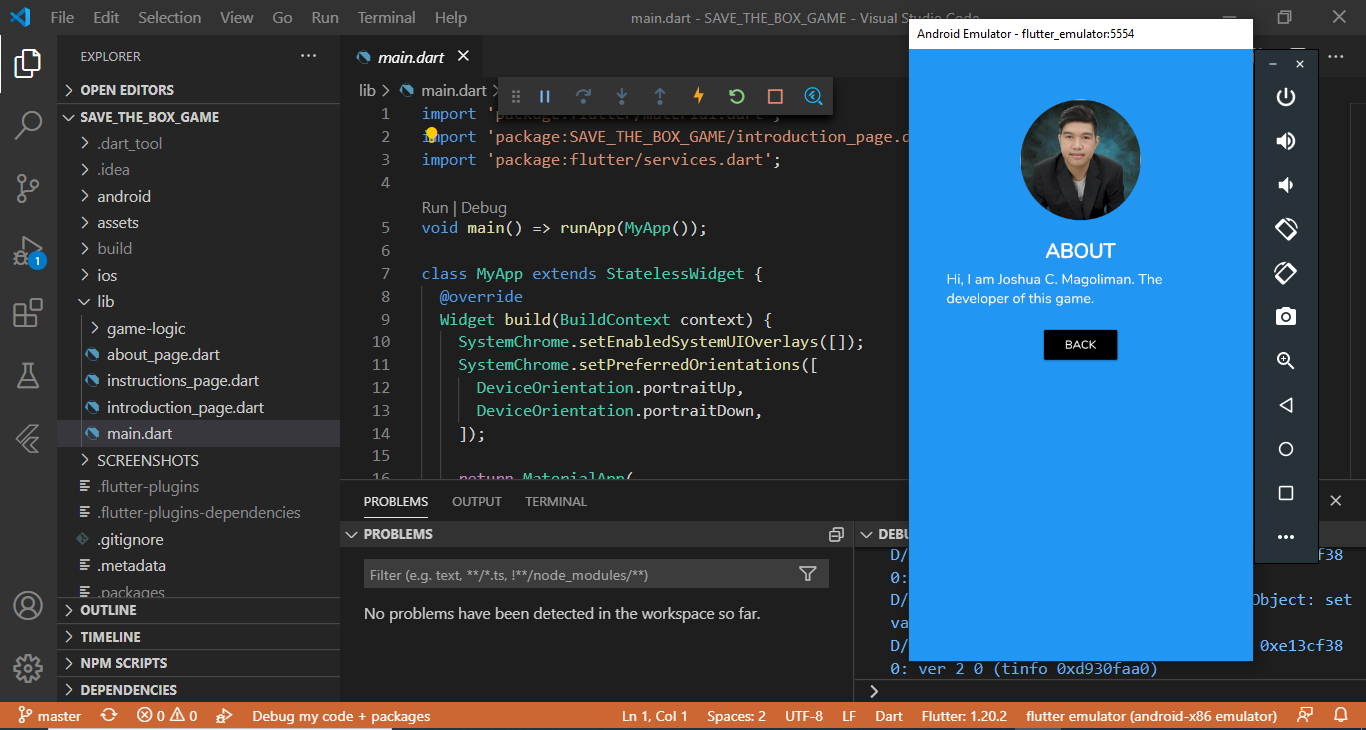 File Edit Selection View Go Run Terminal Help
main.dart - SAVE_THE_BOX_GAME - Visual Studio Code
EXPLORER
OPEN EDITORS
SAVE_THE_BOX_GAME
.dart_tool
.idea
android
assets
build
ios
lib
game-logic
about_page.dart
instructions_page.dart
introduction_page.dart
main.dart
SCREENSHOTS
.flutter-plugins
.flutter-plugins-dependencies
.gitignore
.metadata
.packages
OUTLINE
TIMELINE
NPM SCRIPTS
DEPENDENCIES
1
main.dart
lib > main.dart >
1 import 'package:flutter/material.dart';
2 import 'package:SAVE_THE_BOX_GAME/introduction_page.d
3 import 'package:flutter/services.dart';
4
Run | Debug
5 void main() => runApp(MyApp());
6
7 class MyApp extends StatelessWidget {
8 @override
9 Widget build(BuildContext context) {
10 SystemChrome.setEnabledSystemUIOverlays([]);
11 SystemChrome.setPreferredOrientations([
12 DeviceOrientation.portraitUp,
13 DeviceOrientation.portraitDown,
14 ]);
15
16 return MaterialApp(
PROBLEMS OUTPUT TERMINAL
PROBLEMS
Filter (e.g. text, **/*.ts, !**/node_modules/**)
No problems have been detected in the workspace so far.
DEBU
D/ f38
0:
D/ Object: set
va
D/ 0xe13cf38
0: ver 2 0 (tinfo 0xd930faa0)
Android Emulator - flutter_emulator:5554
ABOUT
Hi, I am Joshua C. Magoliman. The
developer of this game.
BACK
master 0 0 Debug my code + packages Ln 1, Col 1 Spaces: 2 UTF-8 LF Dart Flutter: 1.20.2 flutter emulator (android-x86 emulator)